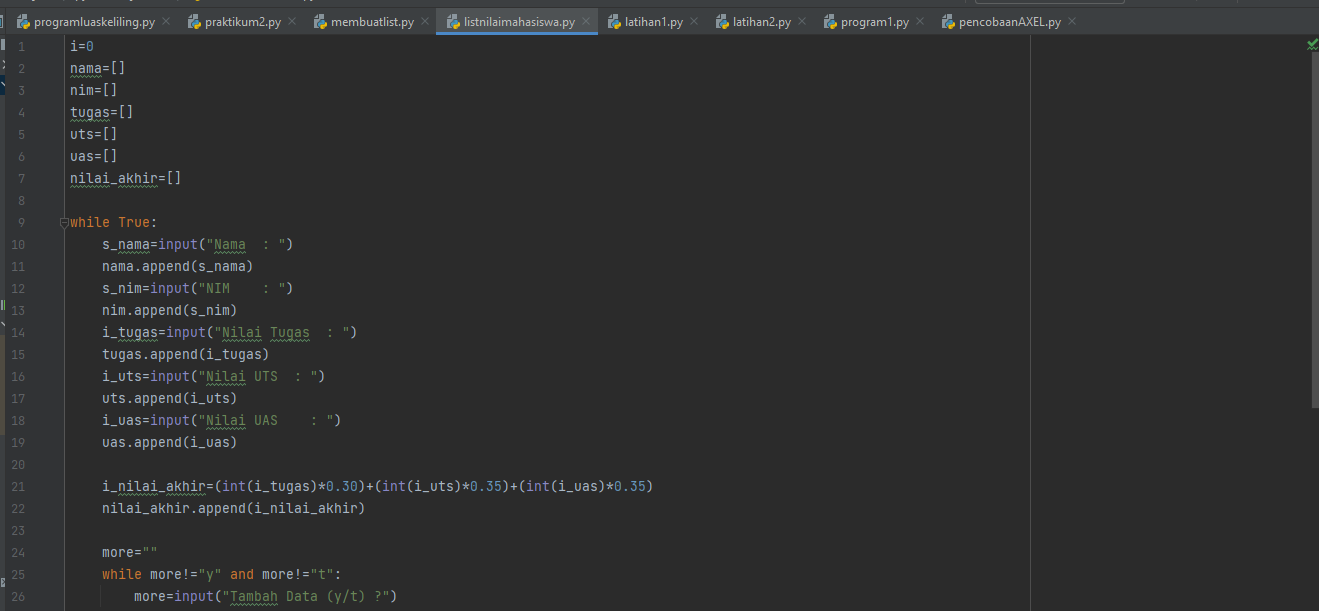 programluaskeliling.py praktikum2.py membuatlist.py listnilaimahasiswa.py latihan1.py latihan2.py program1.py pencobaanAXEL.py
1 i=0
2 nama=[]
3 nim=[]
4 tugas=[]
5 uts=[]
6 uas=[]
7 nilai_akhir=[]
8
9 while True:
10     s_nama=input("Nama  : ")
11     nama.append(s_nama)
12     s_nim=input("NIM    : ")
13     nim.append(s_nim)
14     i_tugas=input("Nilai Tugas  : ")
15     tugas.append(i_tugas)
16     i_uts=input("Nilai UTS  : ")
17     uts.append(i_uts)
18     i_uas=input("Nilai UAS    : ")
19     uas.append(i_uas)
20
21     i_nilai_akhir=(int(i_tugas)*0.30)+(int(i_uts)*0.35)+(int(i_uas)*0.35)
22     nilai_akhir.append(i_nilai_akhir)
23
24     more=""
25     while more!="y" and more!="t":
26         more=input("Tambah Data (y/t) ?")